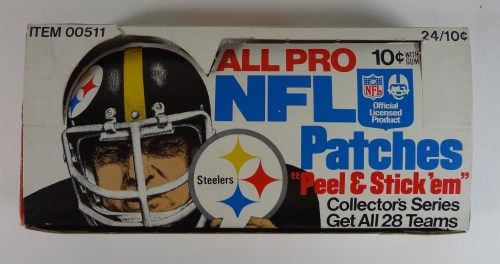 ITEM 00511
24/10¢
ALL PRO
10¢ WITH GUM
NFL
NFL
Official
Licensed
Product
Patches
Steelers
"Peel & Stick 'em"
Collector's Series
Get All 28 Teams